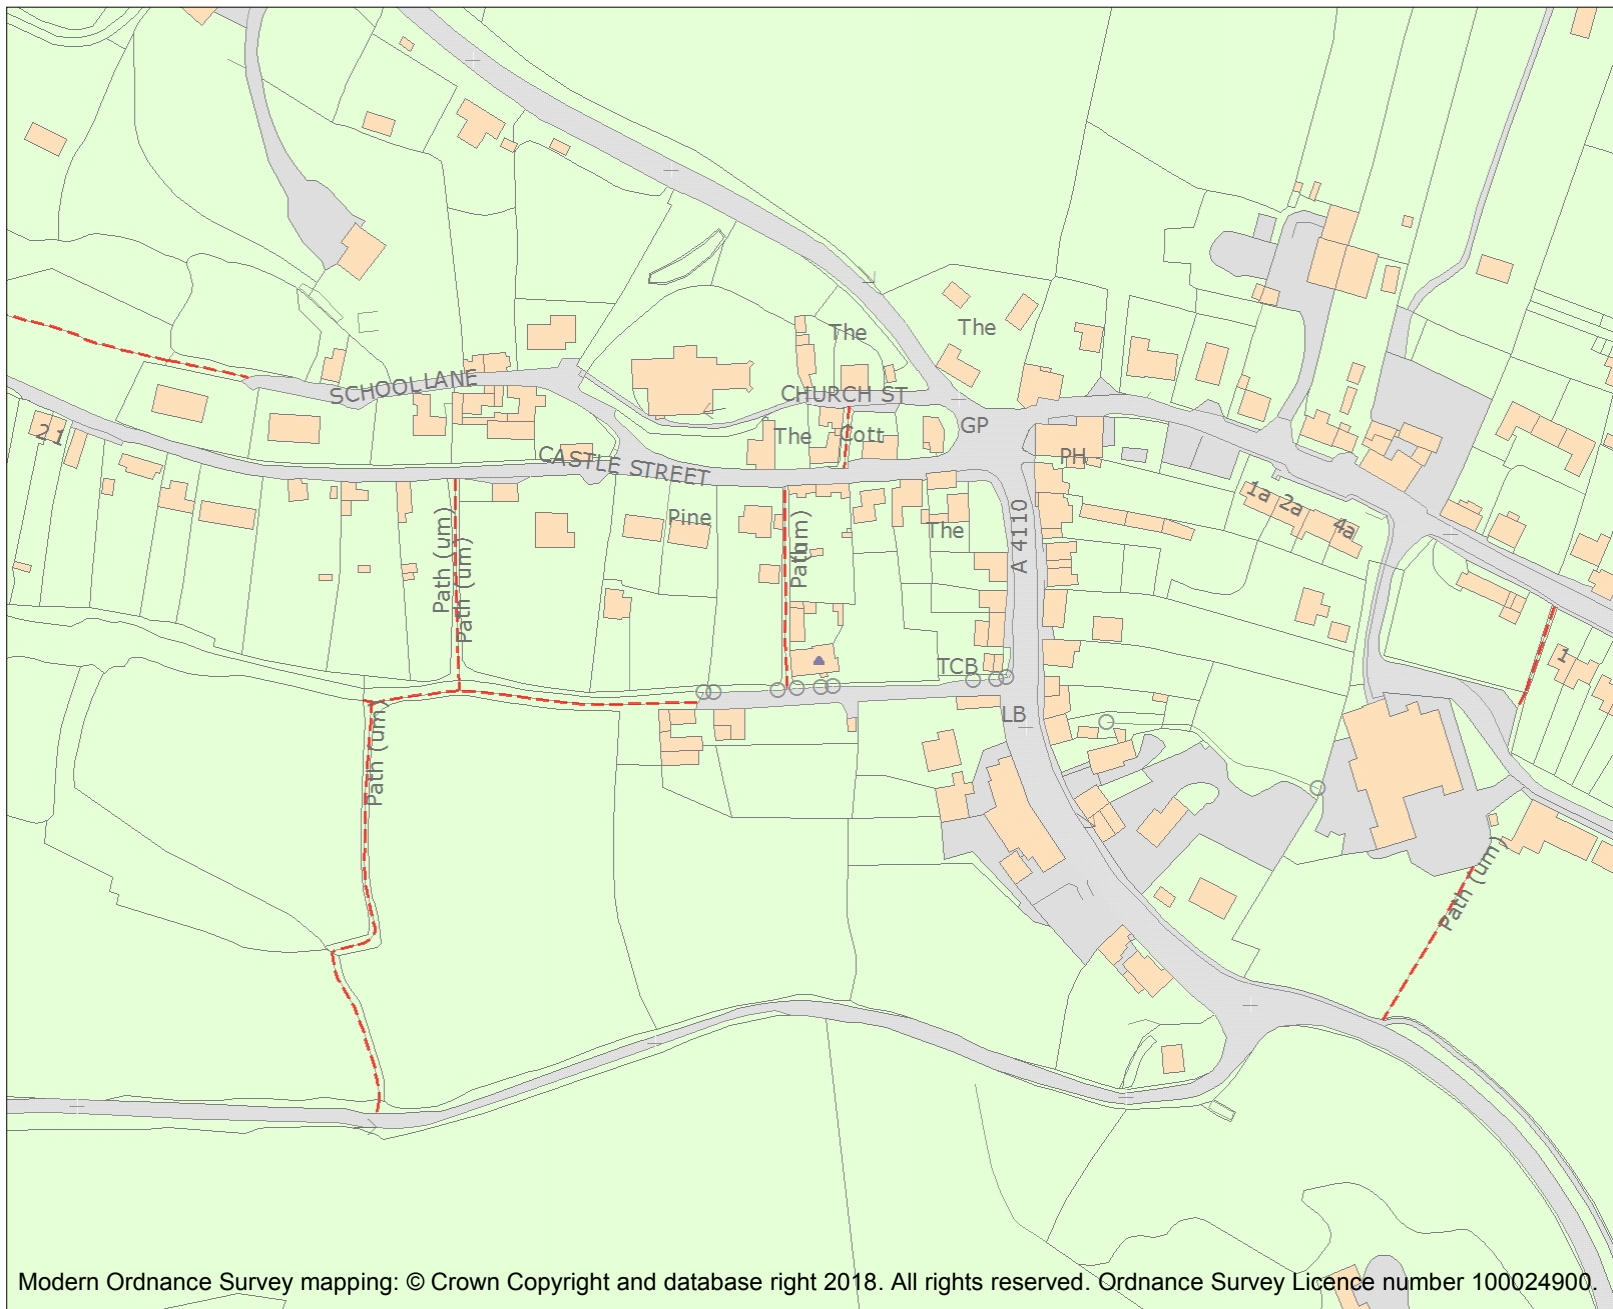 The
The
SCHOOL LANE
CHURCH ST
GP
The
Cott
21
CASTLE STREET
PH
1a
2a
4a
Pine
The
A 4110
Path (um)
Path (um)
Path (um)
TCB
1
LB
Path (um)
Path (um)
Modern Ordnance Survey mapping: © Crown Copyright and database right 2018. All rights reserved. Ordnance Survey Licence number 100024900.